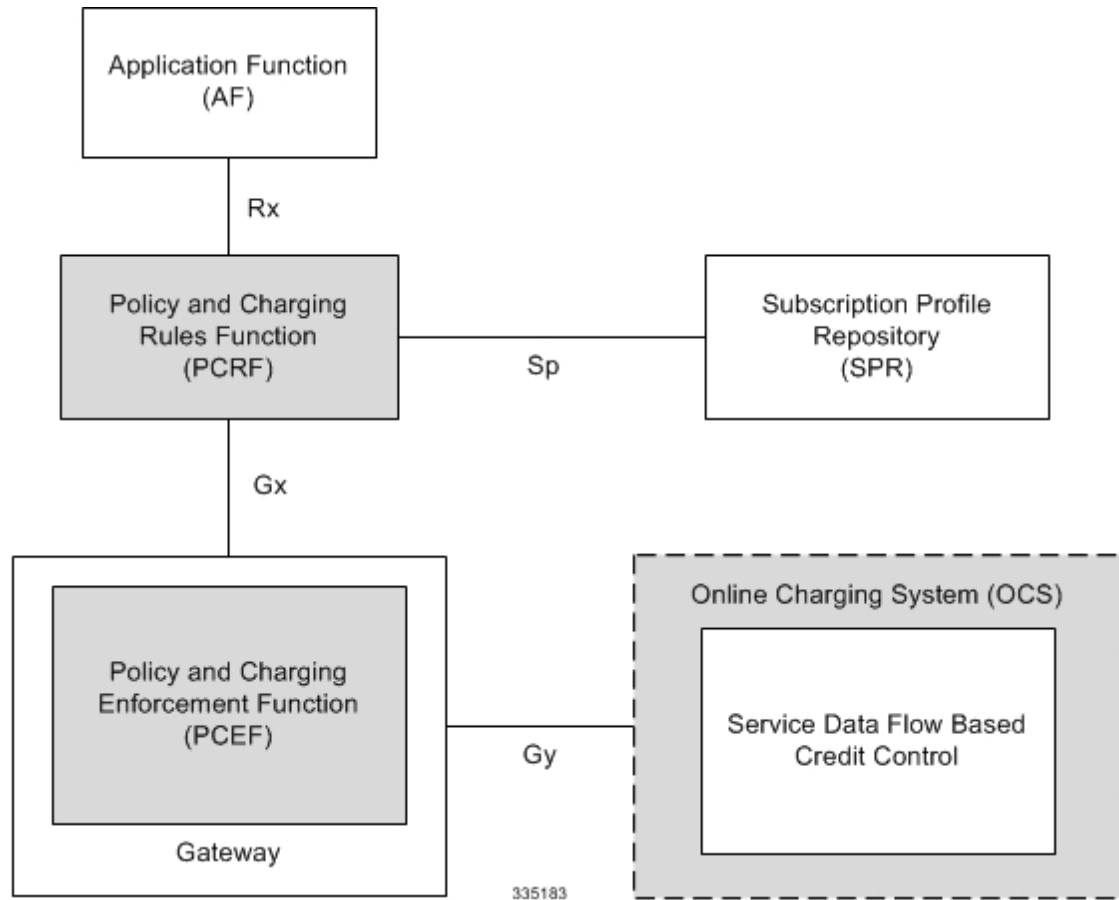 Application Function
(AF)
Rx
Policy and Charging
Rules Function
(PCRF)
Sp
Subscription Profile
Repository
(SPR)
Gx
Policy and Charging
Enforcement Function
(PCEF)
Gateway
Gy
Online Charging System (OCS)
Service Data Flow Based
Credit Control
335183